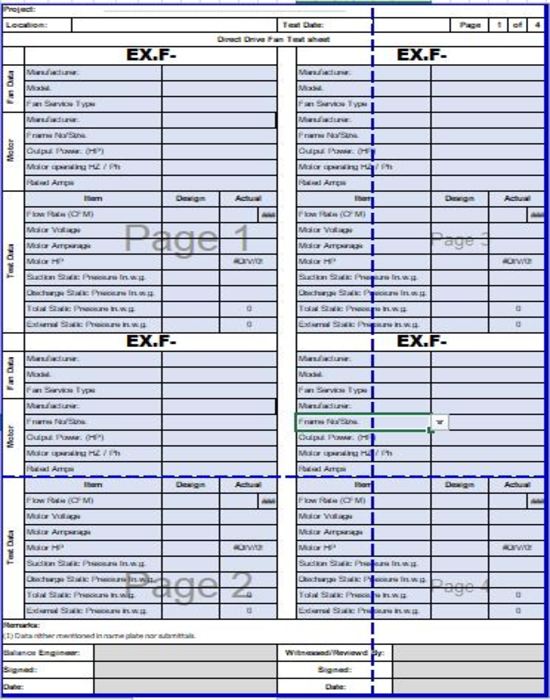 Project:
Location: Test Date: Page 1 of 4
Direct Drive Fan Test sheet
EX.F- EX.F-
Fan Data
Manufacturer: Manufacturer:
Model. Model.
Fan Service Type Fan Service Type
Motor
Manufacturer: Manufacturer:
Frame No/Size. Frame No/Size.
Output Power. (HP) Output Power. (HP)
Motor operating HZ / Ph Motor operating HZ / Ph
Rated Amps Rated Amps
Test Data
Item Design Actual Item Design Actual
Flow Rate (CFM) ### Flow Rate (CFM) ###
Motor Voltage Motor Voltage
Page 1 Page 3
Motor Amperage Motor Amperage
Motor HP #DIV/0! Motor HP #DIV/0!
Suction Static Pressure In.w.g. Suction Static Pressure In.w.g.
Discharge Static Pressure In.w.g. Discharge Static Pressure In.w.g.
Total Static Pressure In.w.g. 0 Total Static Pressure In.w.g. 0
External Static Pressure In.w.g. 0 External Static Pressure In.w.g. 0
EX.F- EX.F-
Fan Data
Manufacturer: Manufacturer:
Model. Model.
Fan Service Type Fan Service Type
Motor
Manufacturer: Manufacturer:
Frame No/Size. Frame No/Size.
Output Power. (HP) Output Power. (HP)
Motor operating HZ / Ph Motor operating HZ / Ph
Rated Amps Rated Amps
Test Data
Item Design Actual Item Design Actual
Flow Rate (CFM) ### Flow Rate (CFM) ###
Motor Voltage Motor Voltage
Motor Amperage Motor Amperage
Motor HP #DIV/0! Motor HP #DIV/0!
Suction Static Pressure In.w.g. Suction Static Pressure In.w.g.
Discharge Static Pressure In.w.g. Discharge Static Pressure In.w.g.
Page 2 Page 4
Total Static Pressure In.w.g. 0 Total Static Pressure In.w.g. 0
External Static Pressure In.w.g. 0 External Static Pressure In.w.g. 0
Remarks:
(1) Data nither mentioned in name plate nor submittals.
Balance Engineer: Witnessed/Reviewd By:
Signed: Signed:
Date: Date: